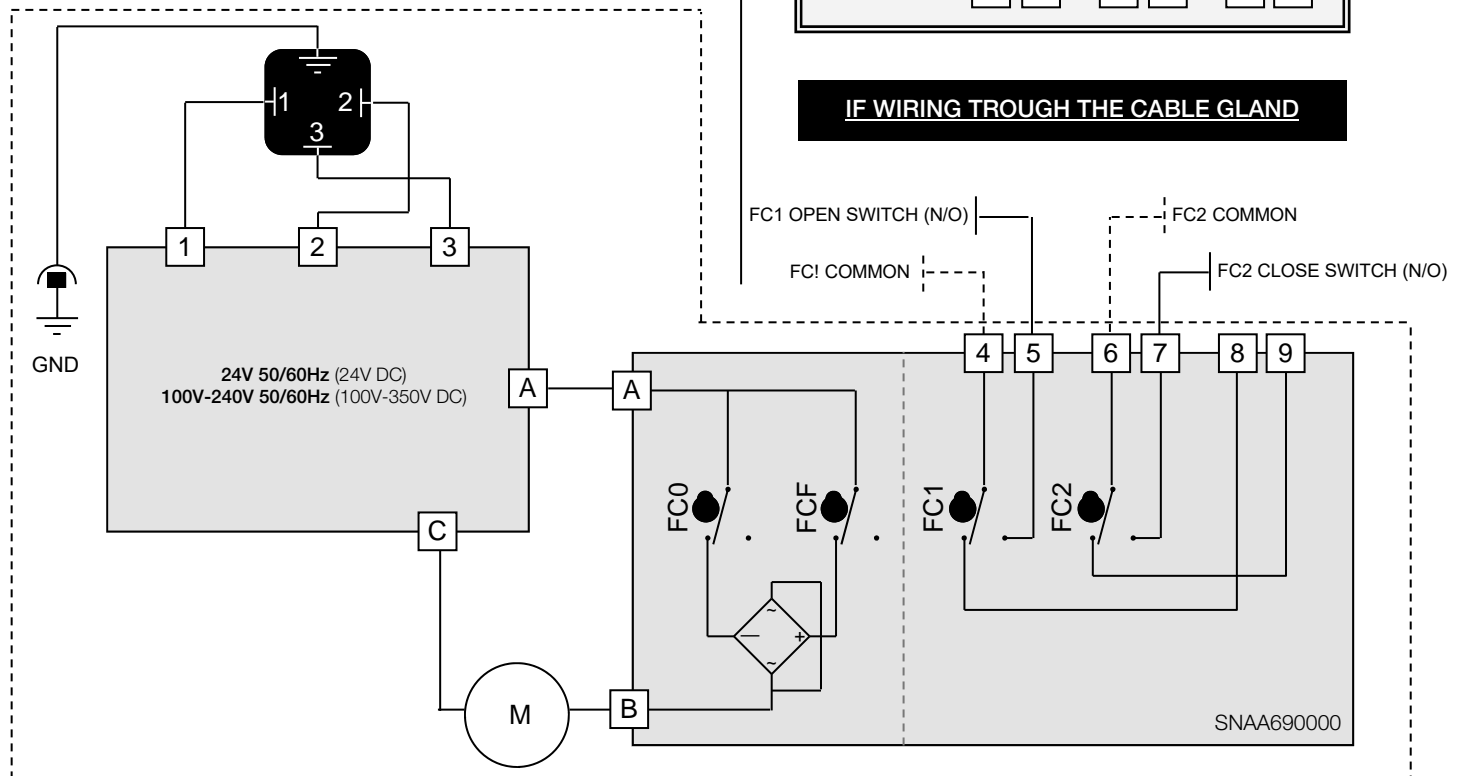 IF WIRING TROUGH THE CABLE GLAND
1 2
3
FC1 OPEN SWITCH (N/O)
FC2 COMMON
FC! COMMON
FC2 CLOSE SWITCH (N/O)
1 2 3
GND
24V 50/60Hz (24V DC)
100V-240V 50/60Hz (100V-350V DC)
A
A
4 5 6 7 8 9
FC0
FCF
FC1
FC2
C
~
— +
~
M
B
SNAA690000